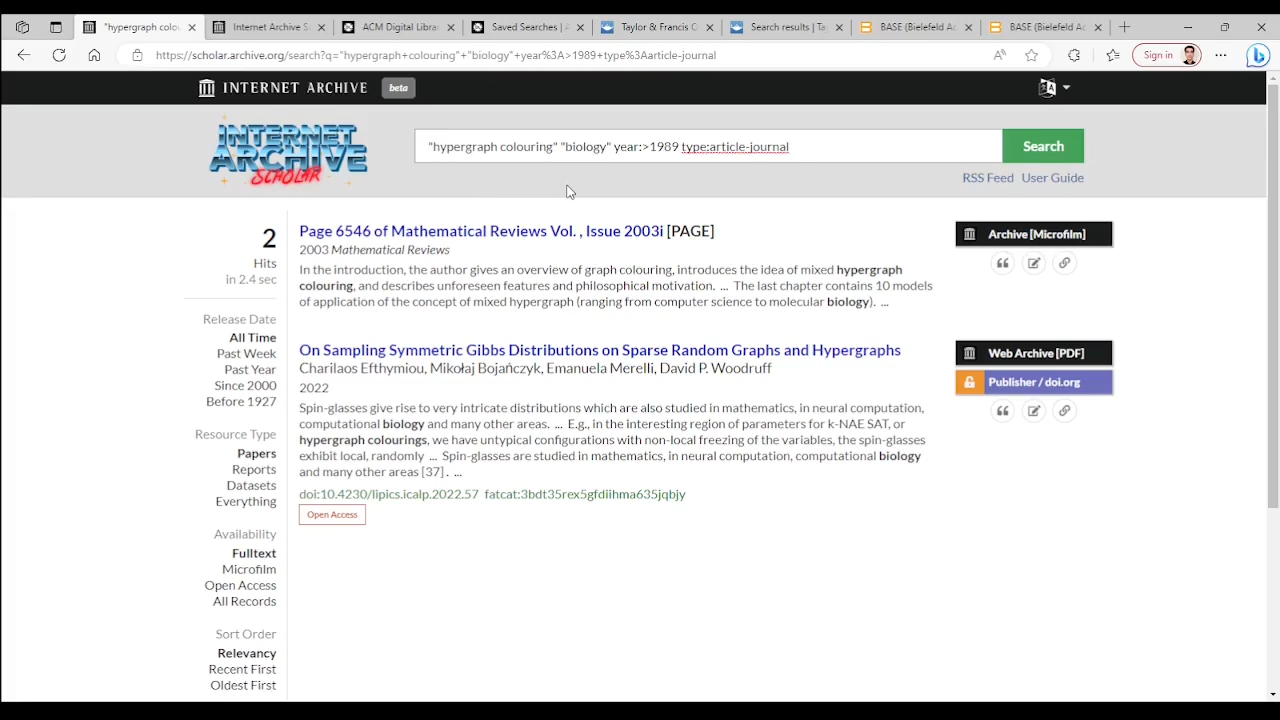 "hypergraph colou
Internet Archive S
ACM Digital Libra
Saved Searches | A
Taylor & Francis O
Search results | Ta
BASE (Bielefeld Ac
BASE (Bielefeld Ac
https://scholar.archive.org/search?q="hypergraph+colouring"+"biology"+year%3A>1989+type%3Aarticle-journal
Sign in
INTERNET ARCHIVE beta
INTERNET ARCHIVE SCHOLAR
"hypergraph colouring" "biology" year:>1989 type:article-journal
Search
RSS Feed User Guide
2
Hits
in 2.4 sec
Release Date
All Time
Past Week
Past Year
Since 2000
Before 1927
Resource Type
Papers
Reports
Datasets
Everything
Availability
Fulltext
Microfilm
Open Access
All Records
Sort Order
Relevancy
Recent First
Oldest First
Page 6546 of Mathematical Reviews Vol. , Issue 2003i [PAGE]
2003 Mathematical Reviews
In the introduction, the author gives an overview of graph colouring, introduces the idea of mixed hypergraph
colouring, and describes unforeseen features and philosophical motivation. ... The last chapter contains 10 models
of application of the concept of mixed hypergraph (ranging from computer science to molecular biology). ...
Archive [Microfilm]
On Sampling Symmetric Gibbs Distributions on Sparse Random Graphs and Hypergraphs
Charilaos Efthymiou, Mikołaj Bojańczyk, Emanuela Merelli, David P. Woodruff
2022
Spin-glasses give rise to very intricate distributions which are also studied in mathematics, in neural computation,
computational biology and many other areas. ... E.g., in the interesting region of parameters for k-NAE SAT, or
hypergraph colourings, we have untypical configurations with non-local freezing of the variables, the spin-glasses
exhibit local, randomly ... Spin-glasses are studied in mathematics, in neural computation, computational biology
and many other areas [37]. ...
doi:10.4230/lipics.icalp.2022.57 fatcat:3bdt35rex5gfdiihma635jqbjy
Open Access
Web Archive [PDF]
Publisher / doi.org